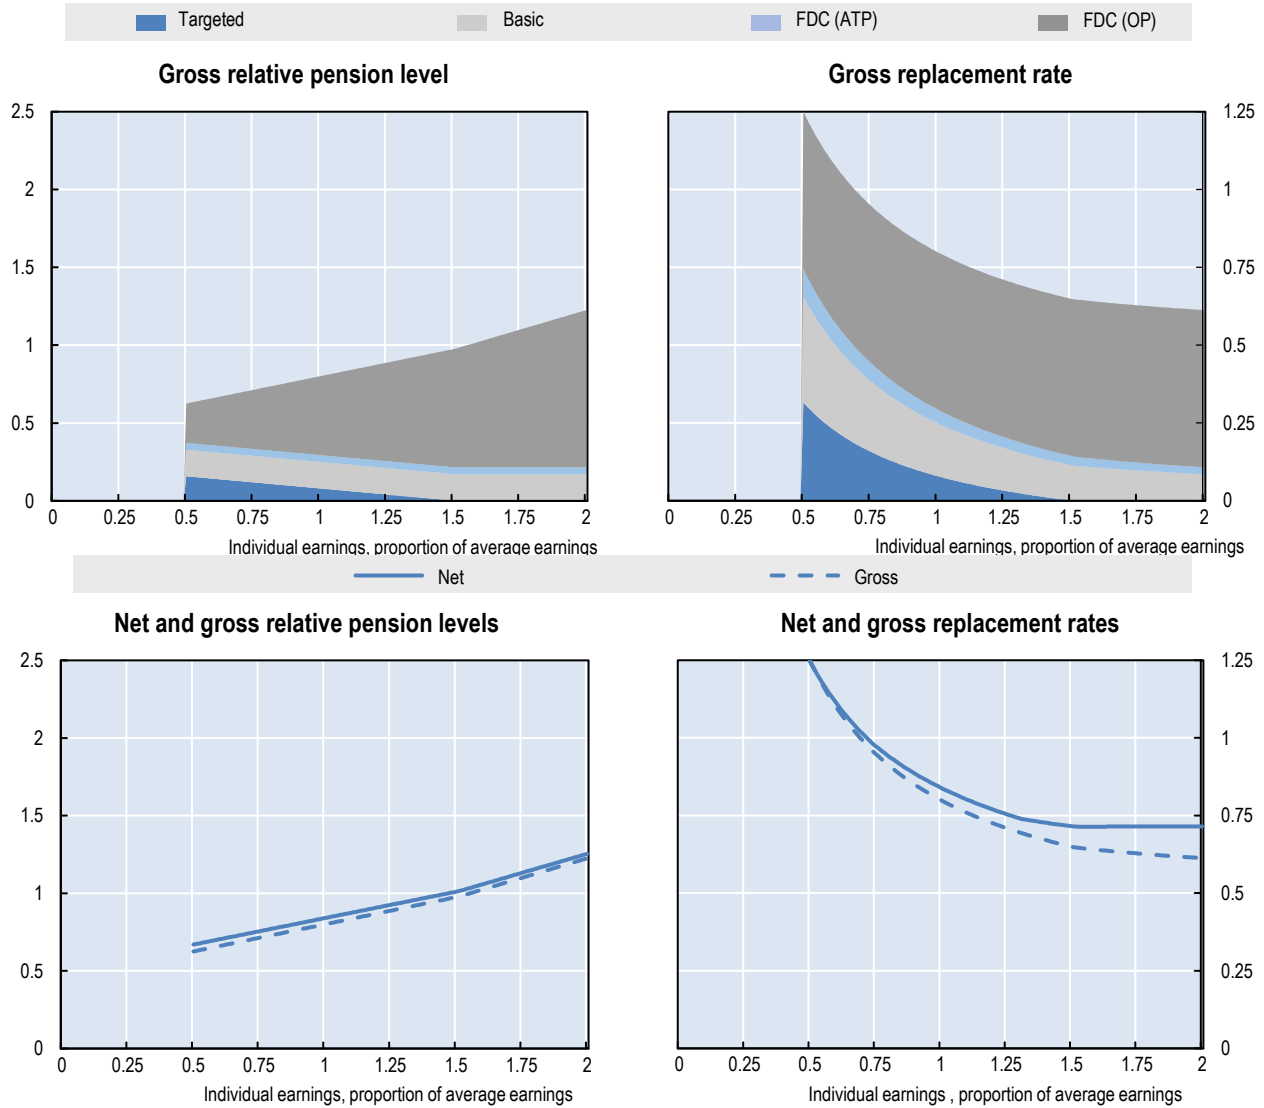 Targeted Basic FDC (ATP) FDC (OP)
Gross relative pension level
Gross replacement rate
2.5
2
1.5
1
0.5
0
0 0.25 0.5 0.75 1 1.25 1.5 1.75 2
Individual earnings, proportion of average earnings
1.25
1
0.75
0.5
0.25
0
0 0.25 0.5 0.75 1 1.25 1.5 1.75 2
Individual earnings, proportion of average earnings
Net Gross
Net and gross relative pension levels
Net and gross replacement rates
2.5
2
1.5
1
0.5
0
0 0.25 0.5 0.75 1 1.25 1.5 1.75 2
Individual earnings, proportion of average earnings
1.25
1
0.75
0.5
0.25
0
0 0.25 0.5 0.75 1 1.25 1.5 1.75 2
Individual earnings , proportion of average earnings